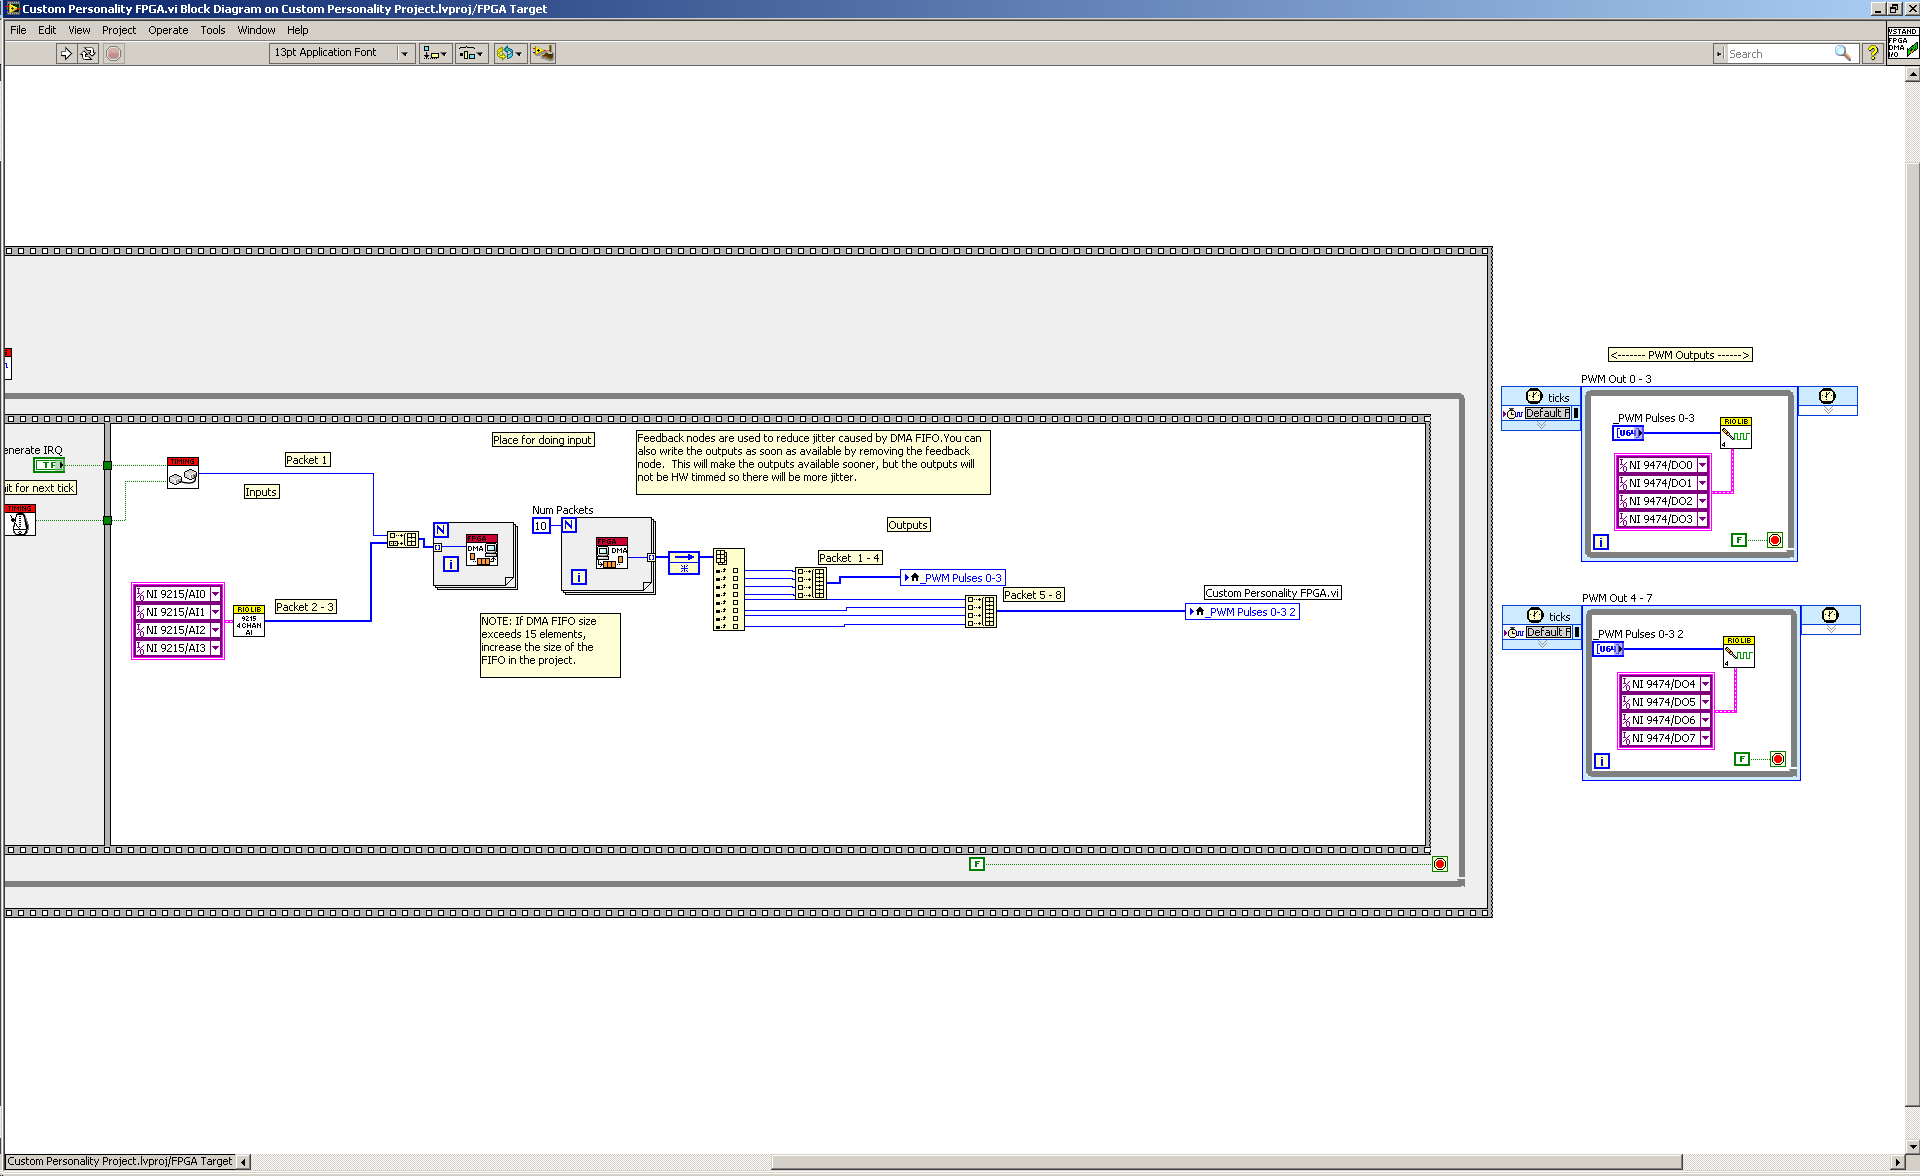 Custom Personality FPGA.vi Block Diagram on Custom Personality Project.lvproj/FPGA Target
File Edit View Project Operate Tools Window Help
13pt Application Font
Search
?
FPGA
DMA
I/O
<------- PWM Outputs ------>
PWM Out 0 - 3
ticks
Default
_PWM Pulses 0-3
[U64]
RIO LIB
4
NI 9474/DO0
NI 9474/DO1
NI 9474/DO2
NI 9474/DO3
i
F
enerate IRQ
TF
ait for next tick
TIMING
TIMING
Packet 1
Inputs
Place for doing input
Feedback nodes are used to reduce jitter caused by DMA FIFO.You can
also write the outputs as soon as available by removing the feedback
node. This will make the outputs available sooner, but the outputs will
not be HW timmed so there will be more jitter.
N
FPGA
DMA
i
Num Packets
10
N
FPGA
DMA
i
Outputs
Packet 1 - 4
_PWM Pulses 0-3
Packet 5 - 8
Custom Personality FPGA.vi
_PWM Pulses 0-3 2
NI 9215/AI0
NI 9215/AI1
NI 9215/AI2
NI 9215/AI3
RIO LIB
9215
4 CHAN
AI
Packet 2 - 3
NOTE: If DMA FIFO size
exceeds 15 elements,
increase the size of the
FIFO in the project.
PWM Out 4 - 7
ticks
Default
_PWM Pulses 0-3 2
[U64]
RIO LIB
4
NI 9474/DO4
NI 9474/DO5
NI 9474/DO6
NI 9474/DO7
i
F
F
Custom Personality Project.lvproj/FPGA Target